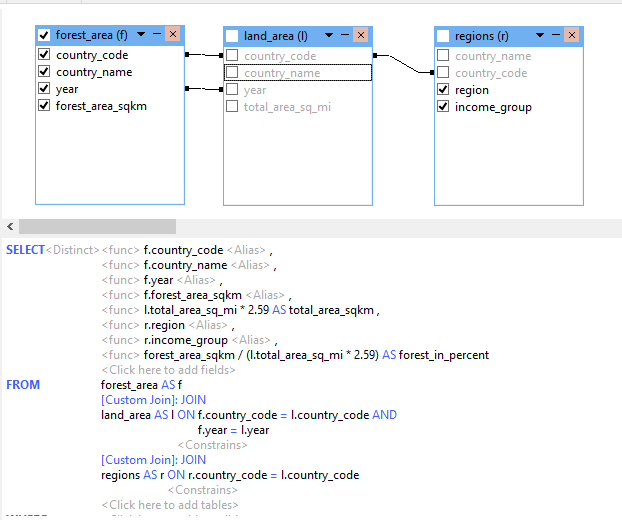 forest_area (f)
land_area (l)
regions (r)
country_code
country_name
year
forest_area_sqkm
country_code
country_name
year
total_area_sq_mi
country_name
country_code
region
income_group
SELECT <Distinct> <func> f.country_code <Alias> ,
<func> f.country_name <Alias> ,
<func> f.year <Alias> ,
<func> f.forest_area_sqkm <Alias> ,
<func> l.total_area_sq_mi * 2.59 AS total_area_sqkm ,
<func> r.region <Alias> ,
<func> r.income_group <Alias> ,
<func> forest_area_sqkm / (l.total_area_sq_mi * 2.59) AS forest_in_percent
<Click here to add fields>
FROM forest_area AS f
[Custom Join]: JOIN
land_area AS l ON f.country_code = l.country_code AND
f.year = l.year
<Constrains>
[Custom Join]: JOIN
regions AS r ON r.country_code = l.country_code
<Constrains>
<Click here to add tables>